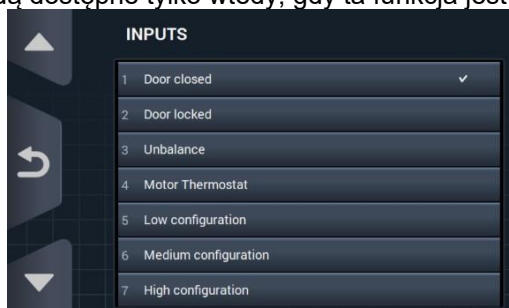 dostępne tylko wtedy, gdy ta funkcja jest
INPUTS
1 Door closed
2 Door locked
3 Unbalance
4 Motor Thermostat
5 Low configuration
6 Medium configuration
7 High configuration